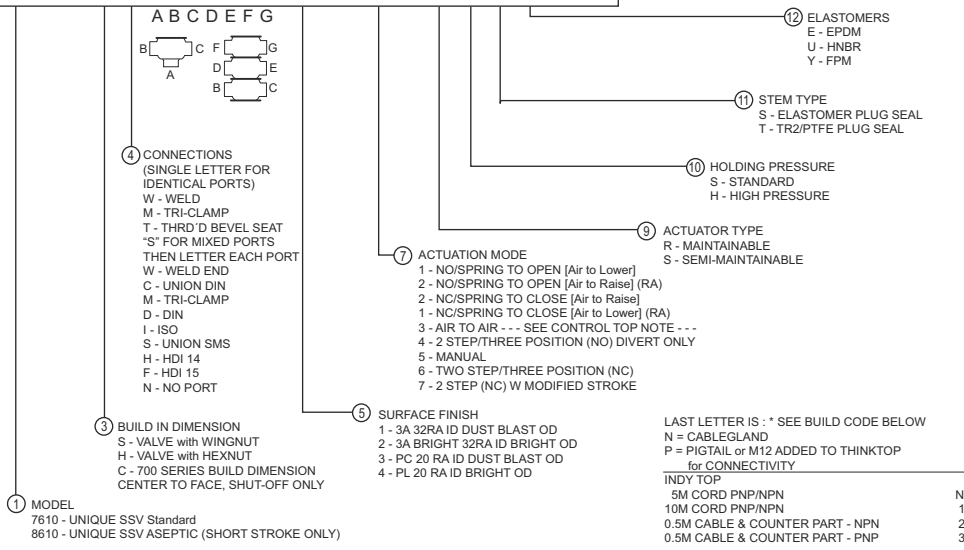 A B C D E F G
B C
A
F G
D E
B C
12 ELASTOMERS
E - EPDM
U - HNBR
Y - FPM
11 STEM TYPE
S - ELASTOMER PLUG SEAL
T - TR2/PTFE PLUG SEAL
10 HOLDING PRESSURE
S - STANDARD
H - HIGH PRESSURE
9 ACTUATOR TYPE
R - MAINTAINABLE
S - SEMI-MAINTAINABLE
4 CONNECTIONS
(SINGLE LETTER FOR
IDENTICAL PORTS)
W - WELD
M - TRI-CLAMP
T - THRD´D BEVEL SEAT
“S” FOR MIXED PORTS
THEN LETTER EACH PORT
W - WELD END
C - UNION DIN
M - TRI-CLAMP
D - DIN
I - ISO
S - UNION SMS
H - HDI 14
F - HDI 15
N - NO PORT
7 ACTUATION MODE
1 - NO/SPRING TO OPEN [Air to Lower]
2 - NO/SPRING TO OPEN [Air to Raise] (RA)
2 - NC/SPRING TO CLOSE [Air to Raise]
1 - NC/SPRING TO CLOSE [Air to Lower] (RA)
3 - AIR TO AIR - - - SEE CONTROL TOP NOTE - - -
4 - 2 STEP/THREE POSITION (NO) DIVERT ONLY
5 - MANUAL
6 - TWO STEP/THREE POSITION (NC)
7 - 2 STEP (NC) W MODIFIED STROKE
3 BUILD IN DIMENSION
S - VALVE with WINGNUT
H - VALVE with HEXNUT
C - 700 SERIES BUILD DIMENSION
CENTER TO FACE, SHUT-OFF ONLY
5 SURFACE FINISH
1 - 3A 32RA ID DUST BLAST OD
2 - 3A BRIGHT 32RA ID BRIGHT OD
3 - PC 20 RA ID DUST BLAST OD
4 - PL 20 RA ID BRIGHT OD
1 MODEL
7610 - UNIQUE SSV Standard
8610 - UNIQUE SSV ASEPTIC (SHORT STROKE ONLY)
LAST LETTER IS : * SEE BUILD CODE BELOW
N = CABLEGLAND
P = PIGTAIL or M12 ADDED TO THINKTOP
for CONNECTIVITY
INDY TOP
5M CORD PNP/NPN N
10M CORD PNP/NPN 1
0.5M CABLE & COUNTER PART - NPN 2
0.5M CABLE & COUNTER PART - PNP 3